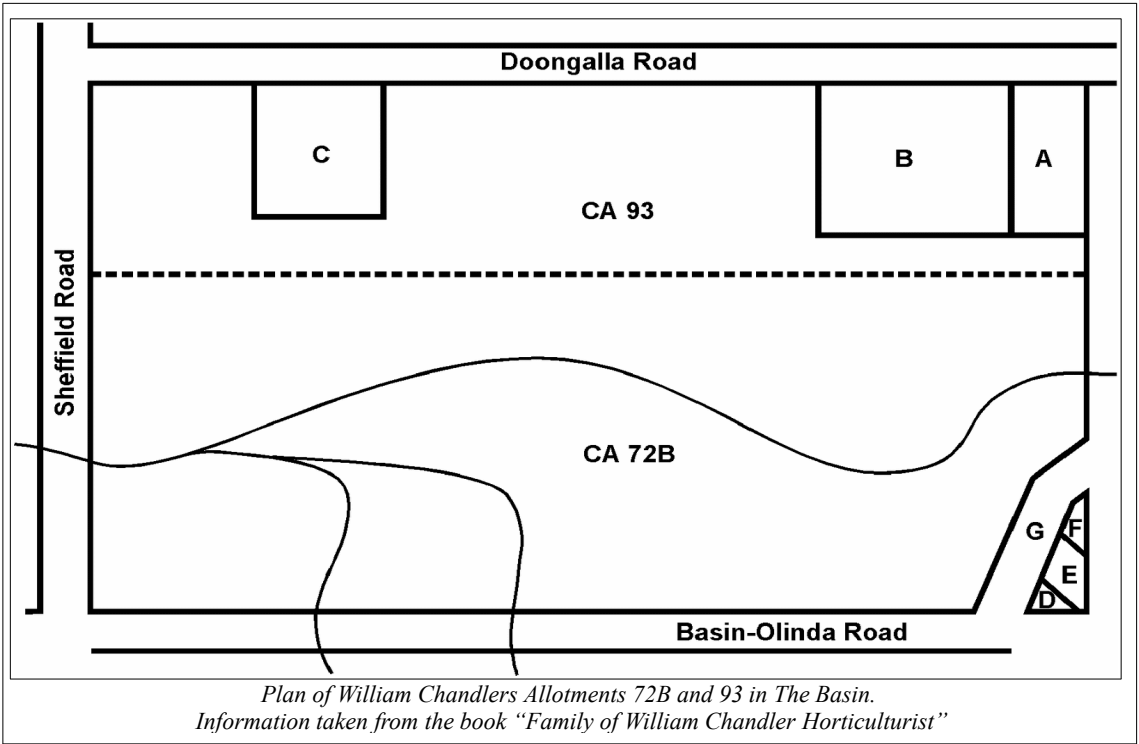 Doongalla Road
C
B
A
CA 93
Sheffield Road
CA 72B
G
F
E
D
Basin-Olinda Road
Plan of William Chandlers Allotments 72B and 93 in The Basin.
Information taken from the book “Family of William Chandler Horticulturist”